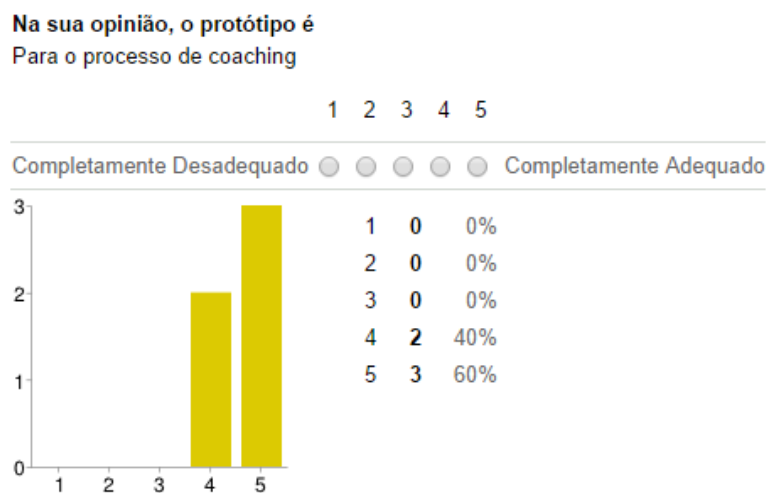 Na sua opinião, o protótipo é
Para o processo de coaching
1 2 3 4 5
Completamente Desadequado Completamente Adequado
3
2
1
0
1 2 3 4 5
1 0 0%
2 0 0%
3 0 0%
4 2 40%
5 3 60%